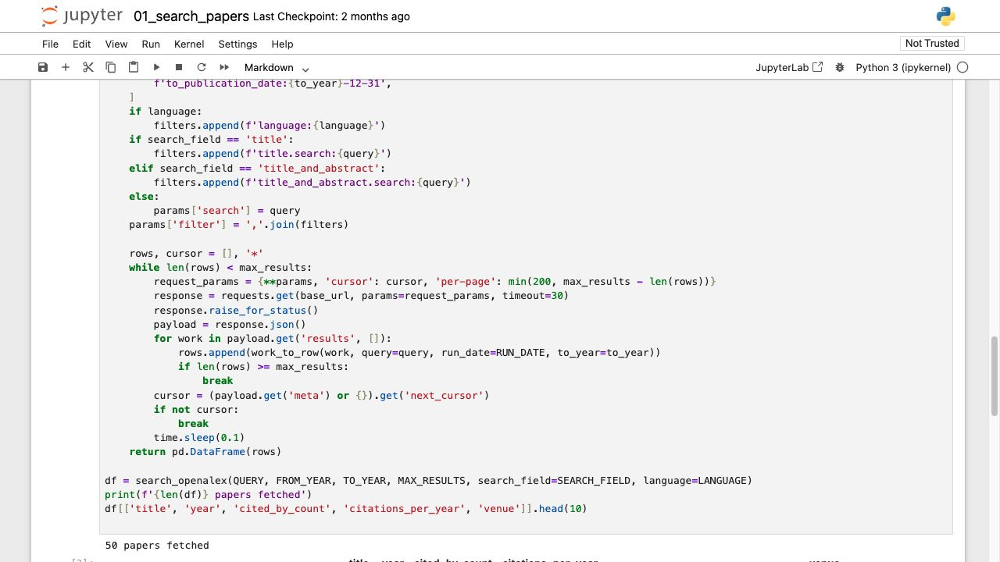 jupyter 01_search_papers Last Checkpoint: 2 months ago
File Edit View Run Kernel Settings Help Not Trusted
Markdown JupyterLab Python 3 (ipykernel)
        f'to_publication_date:{to_year}-12-31',
    ]
    if language:
        filters.append(f'language:{language}')
    if search_field == 'title':
        filters.append(f'title.search:{query}')
    elif search_field == 'title_and_abstract':
        filters.append(f'title_and_abstract.search:{query}')
    else:
        params['search'] = query
    params['filter'] = ','.join(filters)

    rows, cursor = [], '*'
    while len(rows) < max_results:
        request_params = {**params, 'cursor': cursor, 'per-page': min(200, max_results - len(rows))}
        response = requests.get(base_url, params=request_params, timeout=30)
        response.raise_for_status()
        payload = response.json()
        for work in payload.get('results', []):
            rows.append(work_to_row(work, query=query, run_date=RUN_DATE, to_year=to_year))
            if len(rows) >= max_results:
                break
        cursor = (payload.get('meta') or {}).get('next_cursor')
        if not cursor:
            break
        time.sleep(0.1)
    return pd.DataFrame(rows)

df = search_openalex(QUERY, FROM_YEAR, TO_YEAR, MAX_RESULTS, search_field=SEARCH_FIELD, language=LANGUAGE)
print(f'{len(df)} papers fetched')
df[['title', 'year', 'cited_by_count', 'citations_per_year', 'venue']].head(10)
50 papers fetched
title year cited_by_count citations_per_year venue